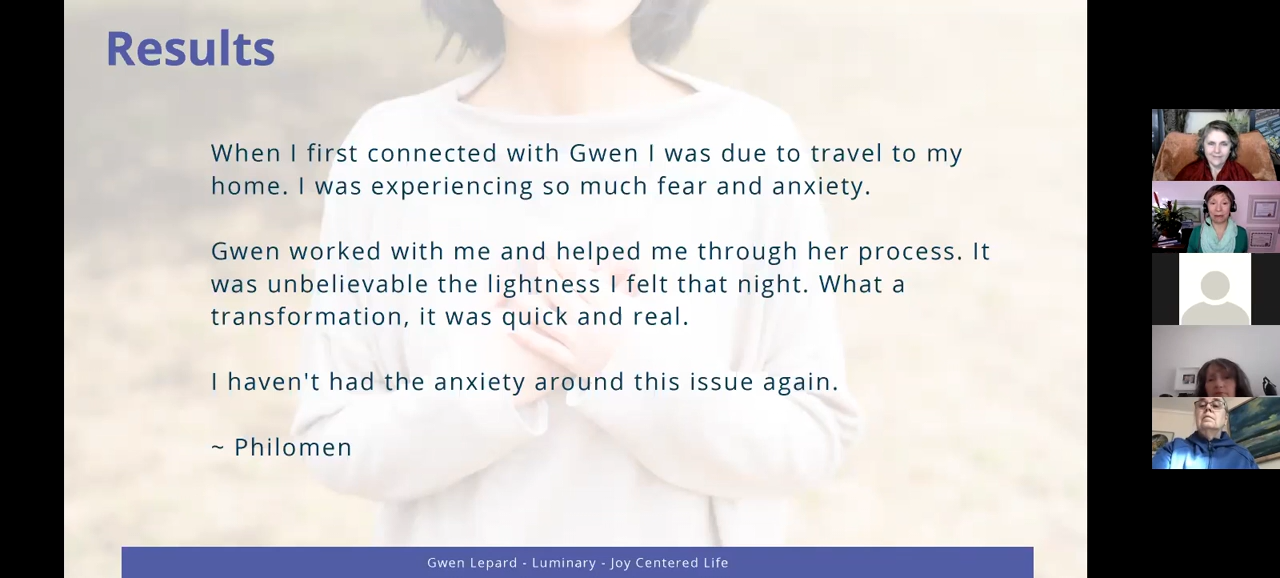 Results
When I first connected with Gwen I was due to travel to my
home. I was experiencing so much fear and anxiety.
Gwen worked with me and helped me through her process. It
was unbelievable the lightness I felt that night. What a
transformation, it was quick and real.
I haven't had the anxiety around this issue again.
~ Philomen
Gwen Lepard - Luminary - Joy Centered Life